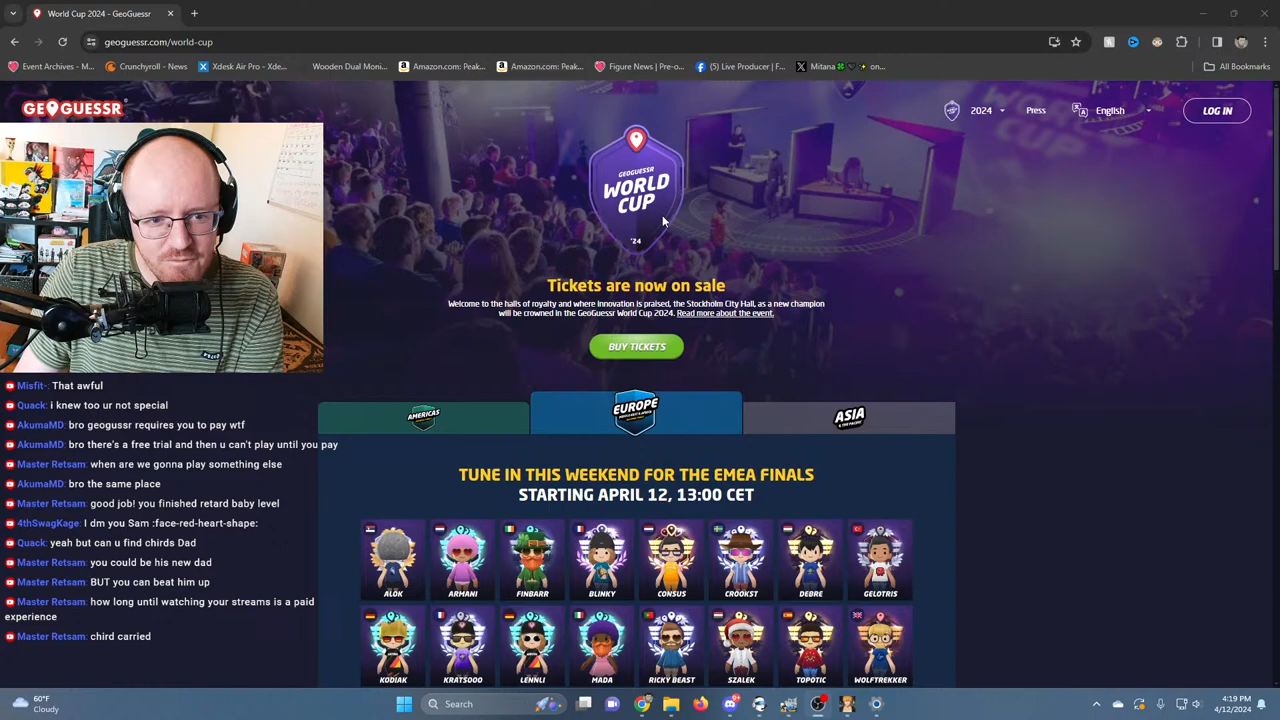 World Cup 2024 - GeoGuessr
geoguessr.com/world-cup
Event Archives - M...
Crunchyroll - News
Xdesk Air Pro - Xde...
Wooden Dual Moni...
Amazon.com: Peak...
Amazon.com: Peak...
Figure News | Pre-o...
(5) Live Producer | F...
Mitana🍀🖤✨ on...
All Bookmarks
GEOGUESSR
2024
Press
English
LOG IN
GEOGUESSR
WORLD
CUP
'24
Tickets are now on sale
Welcome to the halls of royalty and where innovation is praised, the Stockholm City Hall, as a new champion
will be crowned in the GeoGuessr World Cup 2024. Read more about the event.
BUY TICKETS
AMERICAS
EUROPE
ASIA
& THE PACIFIC
TUNE IN THIS WEEKEND FOR THE EMEA FINALS
STARTING APRIL 12, 13:00 CET
ALOK
ARMANI
FINBARR
BLINKY
CONSUS
CROOKST
DEBRE
GELOTRIS
KODIAK
KRATSOOO
LENNLI
MADA
RICKY BEAST
SZALEK
TOPOTIC
WOLFTREKKER
Misfit-: That awful
Quack: i knew too ur not special
AkumaMD: bro geogussr requires you to pay wtf
AkumaMD: bro there's a free trial and then u can't play until you pay
Master Retsam: when are we gonna play something else
AkumaMD: bro the same place
Master Retsam: good job! you finished retard baby level
4thSwagKage: I dm you Sam :face-red-heart-shape:
Quack: yeah but can u find chirds Dad
Master Retsam: you could be his new dad
Master Retsam: BUT you can beat him up
Master Retsam: how long until watching your streams is a paid
experience
Master Retsam: chird carried
60°F
Cloudy
Search
4:19 PM
4/12/2024